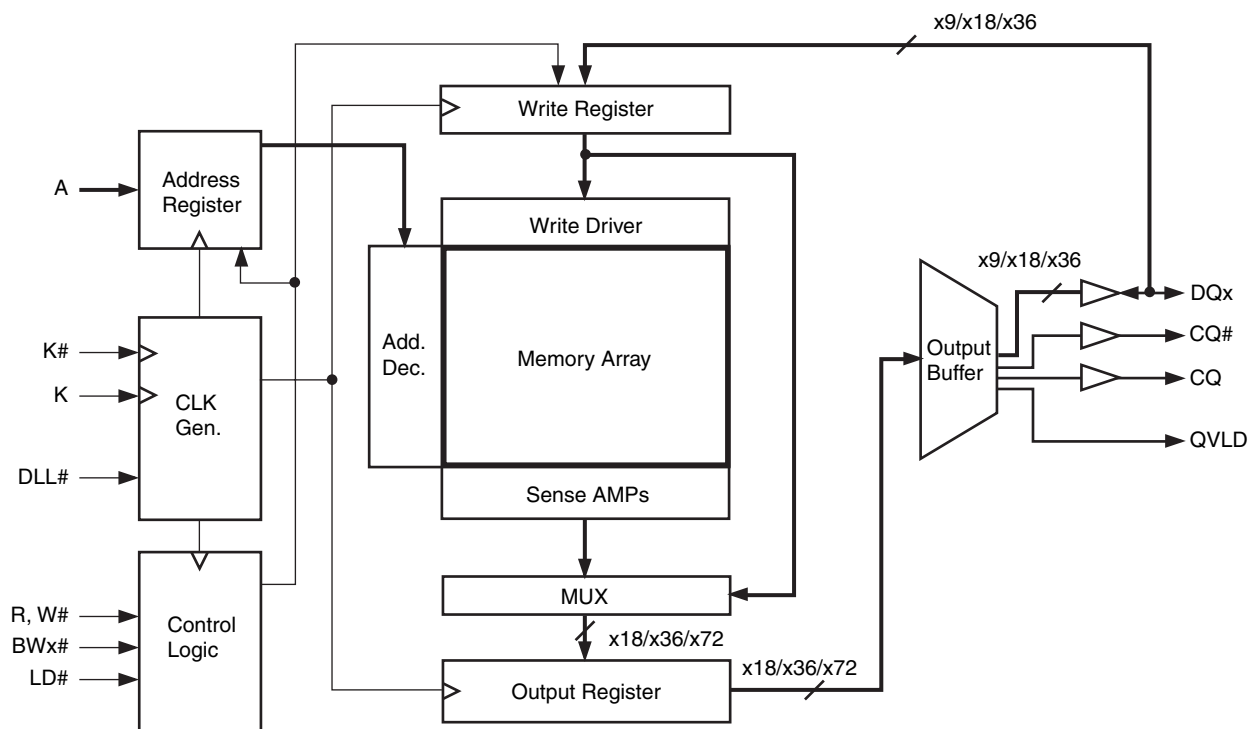 x9/x18/x36
Write Register
A
Address
Register
Write Driver
x9/x18/x36
DQx
K#
Add.
Dec.
Memory Array
Output
Buffer
CQ#
K
CLK
Gen.
CQ
QVLD
DLL#
Sense AMPs
MUX
R, W#
BWx#
LD#
Control
Logic
x18/x36/x72
x18/x36/x72
Output Register